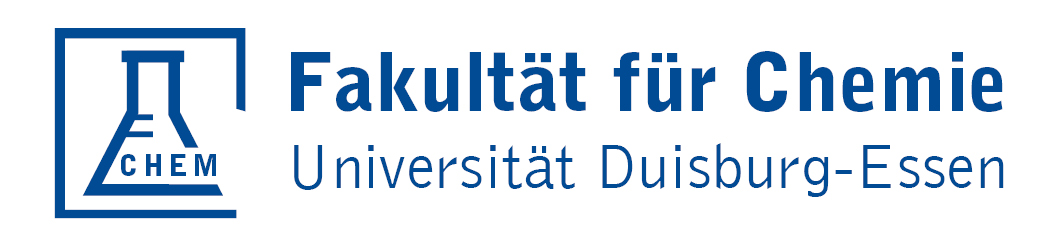 CHEM
Fakultät für Chemie
Universität Duisburg-Essen